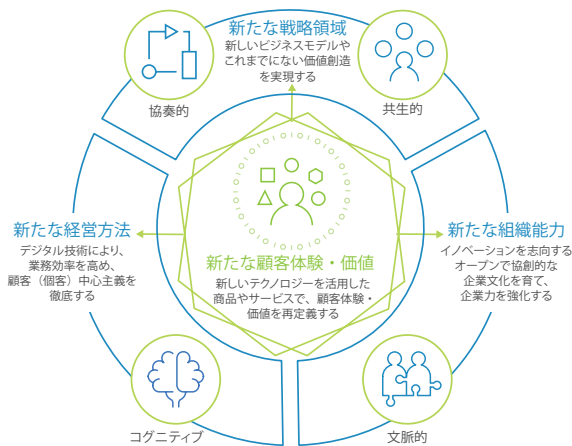 新たな戦略領域
新しいビジネスモデルや
これまでにない価値創造
を実現する
協奏的
共生的
新たな経営方法
デジタル技術により、
業務効率を高め、
顧客（個客）中心主義を
徹底する
新たな顧客体験・価値
新しいテクノロジーを活用した
商品やサービスで、顧客体験・
価値を再定義する
新たな組織能力
イノベーションを志向する
オープンで協創的な
企業文化を育て、
企業力を強化する
コグニティブ
文脈的